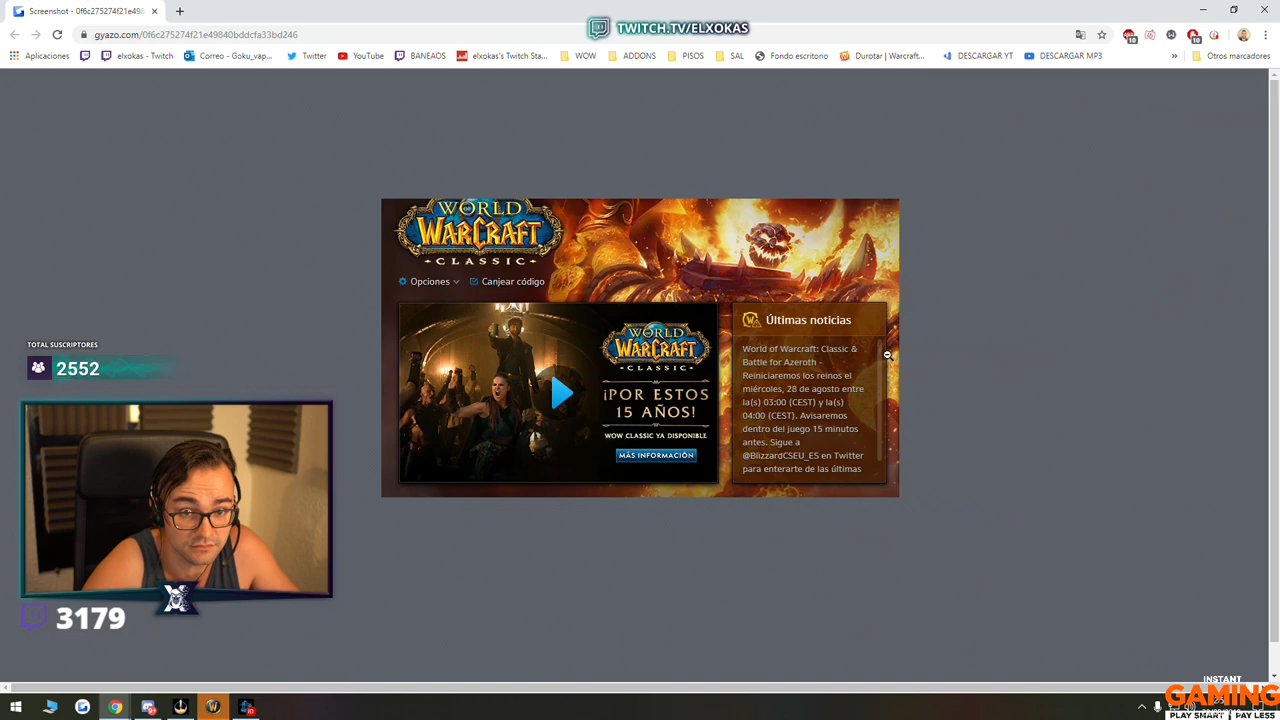 Screenshot - 0f6c275274f21e498
gyazo.com/0f6c275274f21e49840bddcfa33bd246
TWITCH.TV/ELXOKAS
Aplicaciones
elxokas - Twitch
Correo - Goku_vap...
Twitter
YouTube
BANEAOS
elxokas's Twitch Sta...
WOW
ADDONS
PISOS
SAL
Fondo escritorio
Durotar | Warcraft...
DESCARGAR YT
DESCARGAR MP3
»
Otros marcadores
WORLD
OF
WARCRAFT
CLASSIC
Opciones
Canjear código
WORLD
OF
WARCRAFT
CLASSIC
¡POR ESTOS
15 AÑOS!
WOW CLASSIC YA DISPONIBLE
MÁS INFORMACIÓN
Últimas noticias
World of Warcraft: Classic &
Battle for Azeroth -
Reiniciaremos los reinos el
miércoles, 28 de agosto entre
la(s) 03:00 (CEST) y la(s)
04:00 (CEST). Avisaremos
dentro del juego 15 minutos
antes. Sigue a
@BlizzardCSEU_ES en Twitter
para enterarte de las últimas
TOTAL SUSCRIPTORES
2552
3179
INSTANT
GAMING
PLAY SMART | PAY LESS